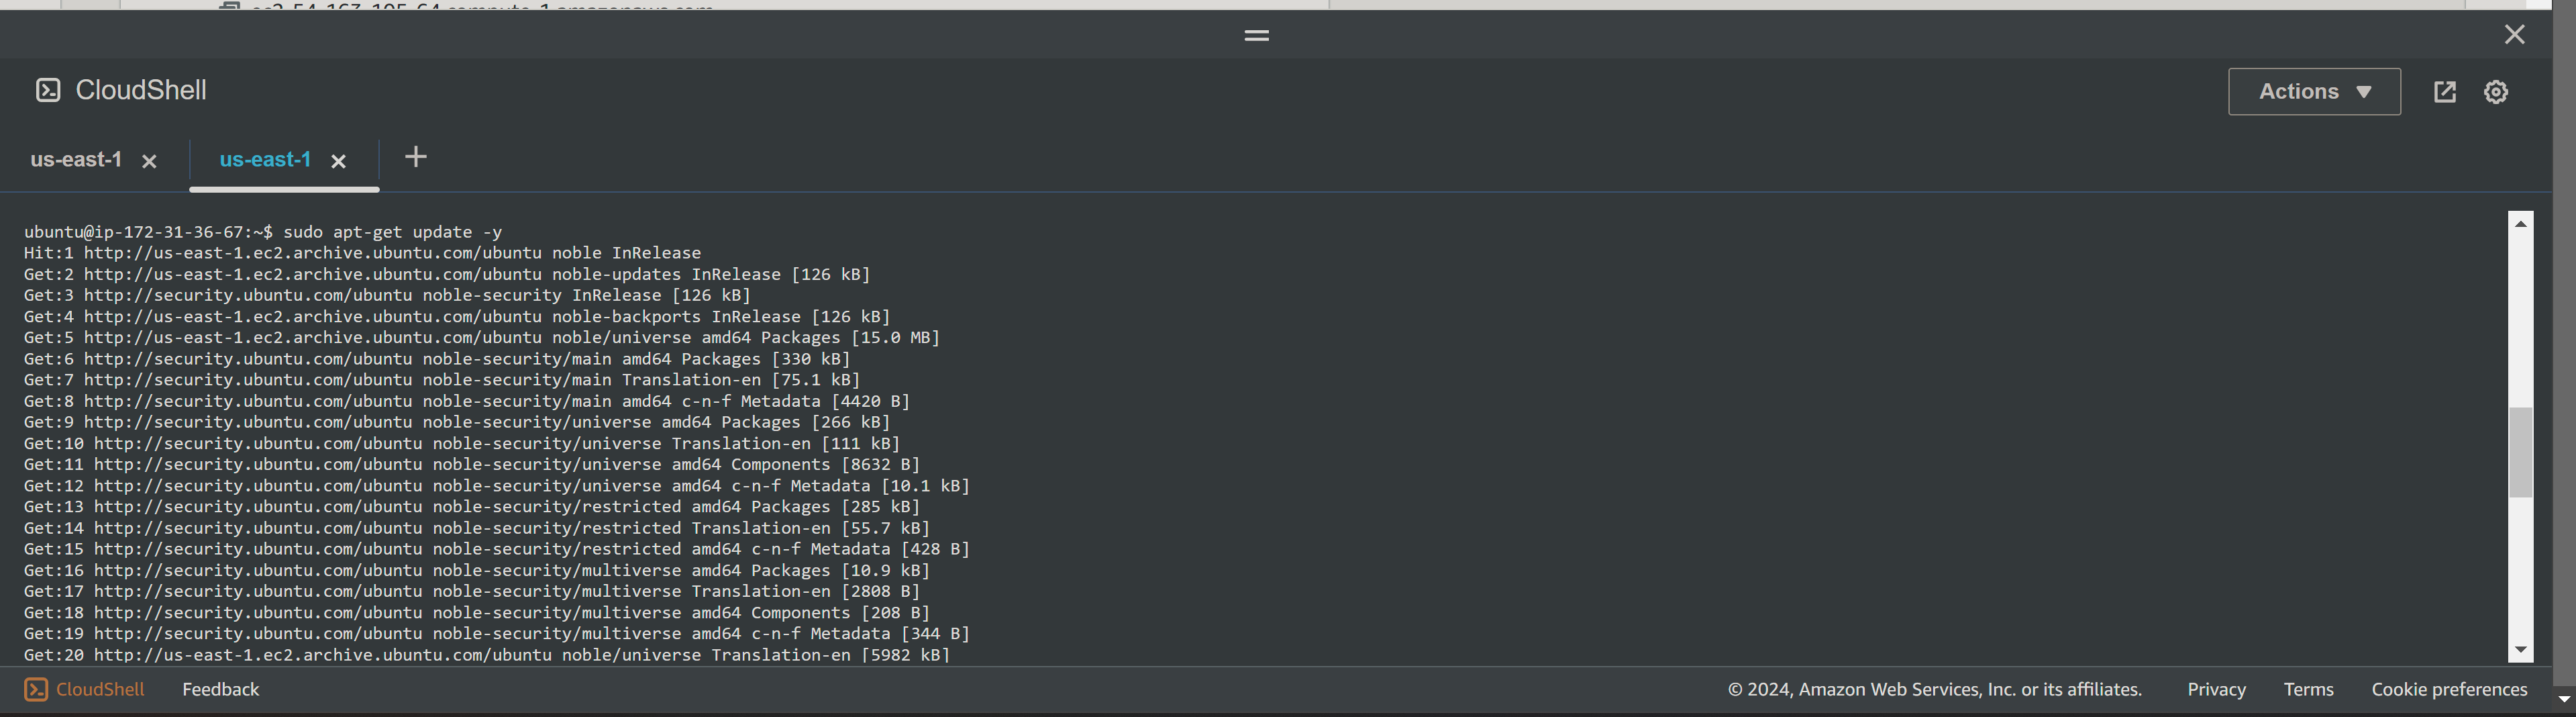 CloudShell
Actions
us-east-1
us-east-1
ubuntu@ip-172-31-36-67:~$ sudo apt-get update -y
Hit:1 http://us-east-1.ec2.archive.ubuntu.com/ubuntu noble InRelease
Get:2 http://us-east-1.ec2.archive.ubuntu.com/ubuntu noble-updates InRelease [126 kB]
Get:3 http://security.ubuntu.com/ubuntu noble-security InRelease [126 kB]
Get:4 http://us-east-1.ec2.archive.ubuntu.com/ubuntu noble-backports InRelease [126 kB]
Get:5 http://us-east-1.ec2.archive.ubuntu.com/ubuntu noble/universe amd64 Packages [15.0 MB]
Get:6 http://security.ubuntu.com/ubuntu noble-security/main amd64 Packages [330 kB]
Get:7 http://security.ubuntu.com/ubuntu noble-security/main Translation-en [75.1 kB]
Get:8 http://security.ubuntu.com/ubuntu noble-security/main amd64 c-n-f Metadata [4420 B]
Get:9 http://security.ubuntu.com/ubuntu noble-security/universe amd64 Packages [266 kB]
Get:10 http://security.ubuntu.com/ubuntu noble-security/universe Translation-en [111 kB]
Get:11 http://security.ubuntu.com/ubuntu noble-security/universe amd64 Components [8632 B]
Get:12 http://security.ubuntu.com/ubuntu noble-security/universe amd64 c-n-f Metadata [10.1 kB]
Get:13 http://security.ubuntu.com/ubuntu noble-security/restricted amd64 Packages [285 kB]
Get:14 http://security.ubuntu.com/ubuntu noble-security/restricted Translation-en [55.7 kB]
Get:15 http://security.ubuntu.com/ubuntu noble-security/restricted amd64 c-n-f Metadata [428 B]
Get:16 http://security.ubuntu.com/ubuntu noble-security/multiverse amd64 Packages [10.9 kB]
Get:17 http://security.ubuntu.com/ubuntu noble-security/multiverse Translation-en [2808 B]
Get:18 http://security.ubuntu.com/ubuntu noble-security/multiverse amd64 Components [208 B]
Get:19 http://security.ubuntu.com/ubuntu noble-security/multiverse amd64 c-n-f Metadata [344 B]
Get:20 http://us-east-1.ec2.archive.ubuntu.com/ubuntu noble/universe Translation-en [5982 kB]
CloudShell Feedback © 2024, Amazon Web Services, Inc. or its affiliates. Privacy Terms Cookie preferences